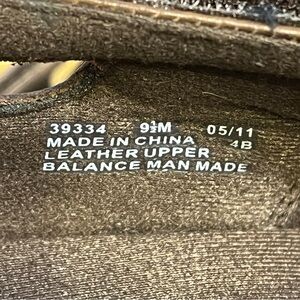 39334 9½M 05/11
MADE IN CHINA 4B
LEATHER UPPER
BALANCE MAN MADE